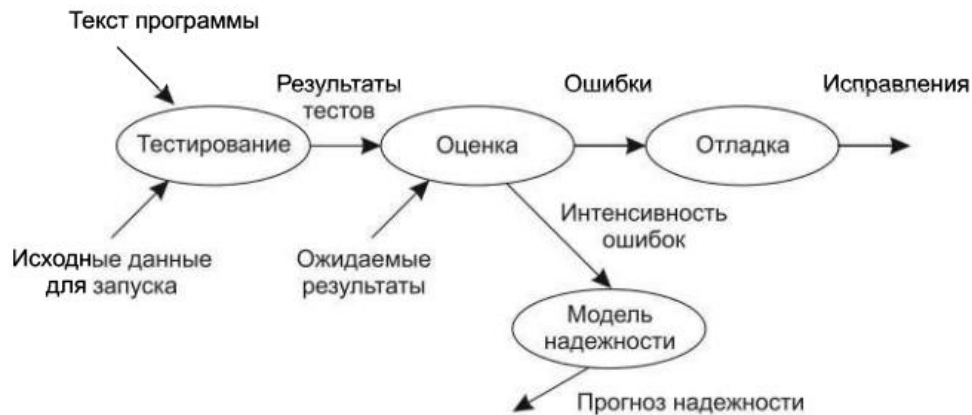 Текст программы
Результаты
тестов
Ошибки
Исправления
Тестирование
Оценка
Отладка
Исходные данные
для запуска
Ожидаемые
результаты
Интенсивность
ошибок
Модель
надежности
Прогноз надежности